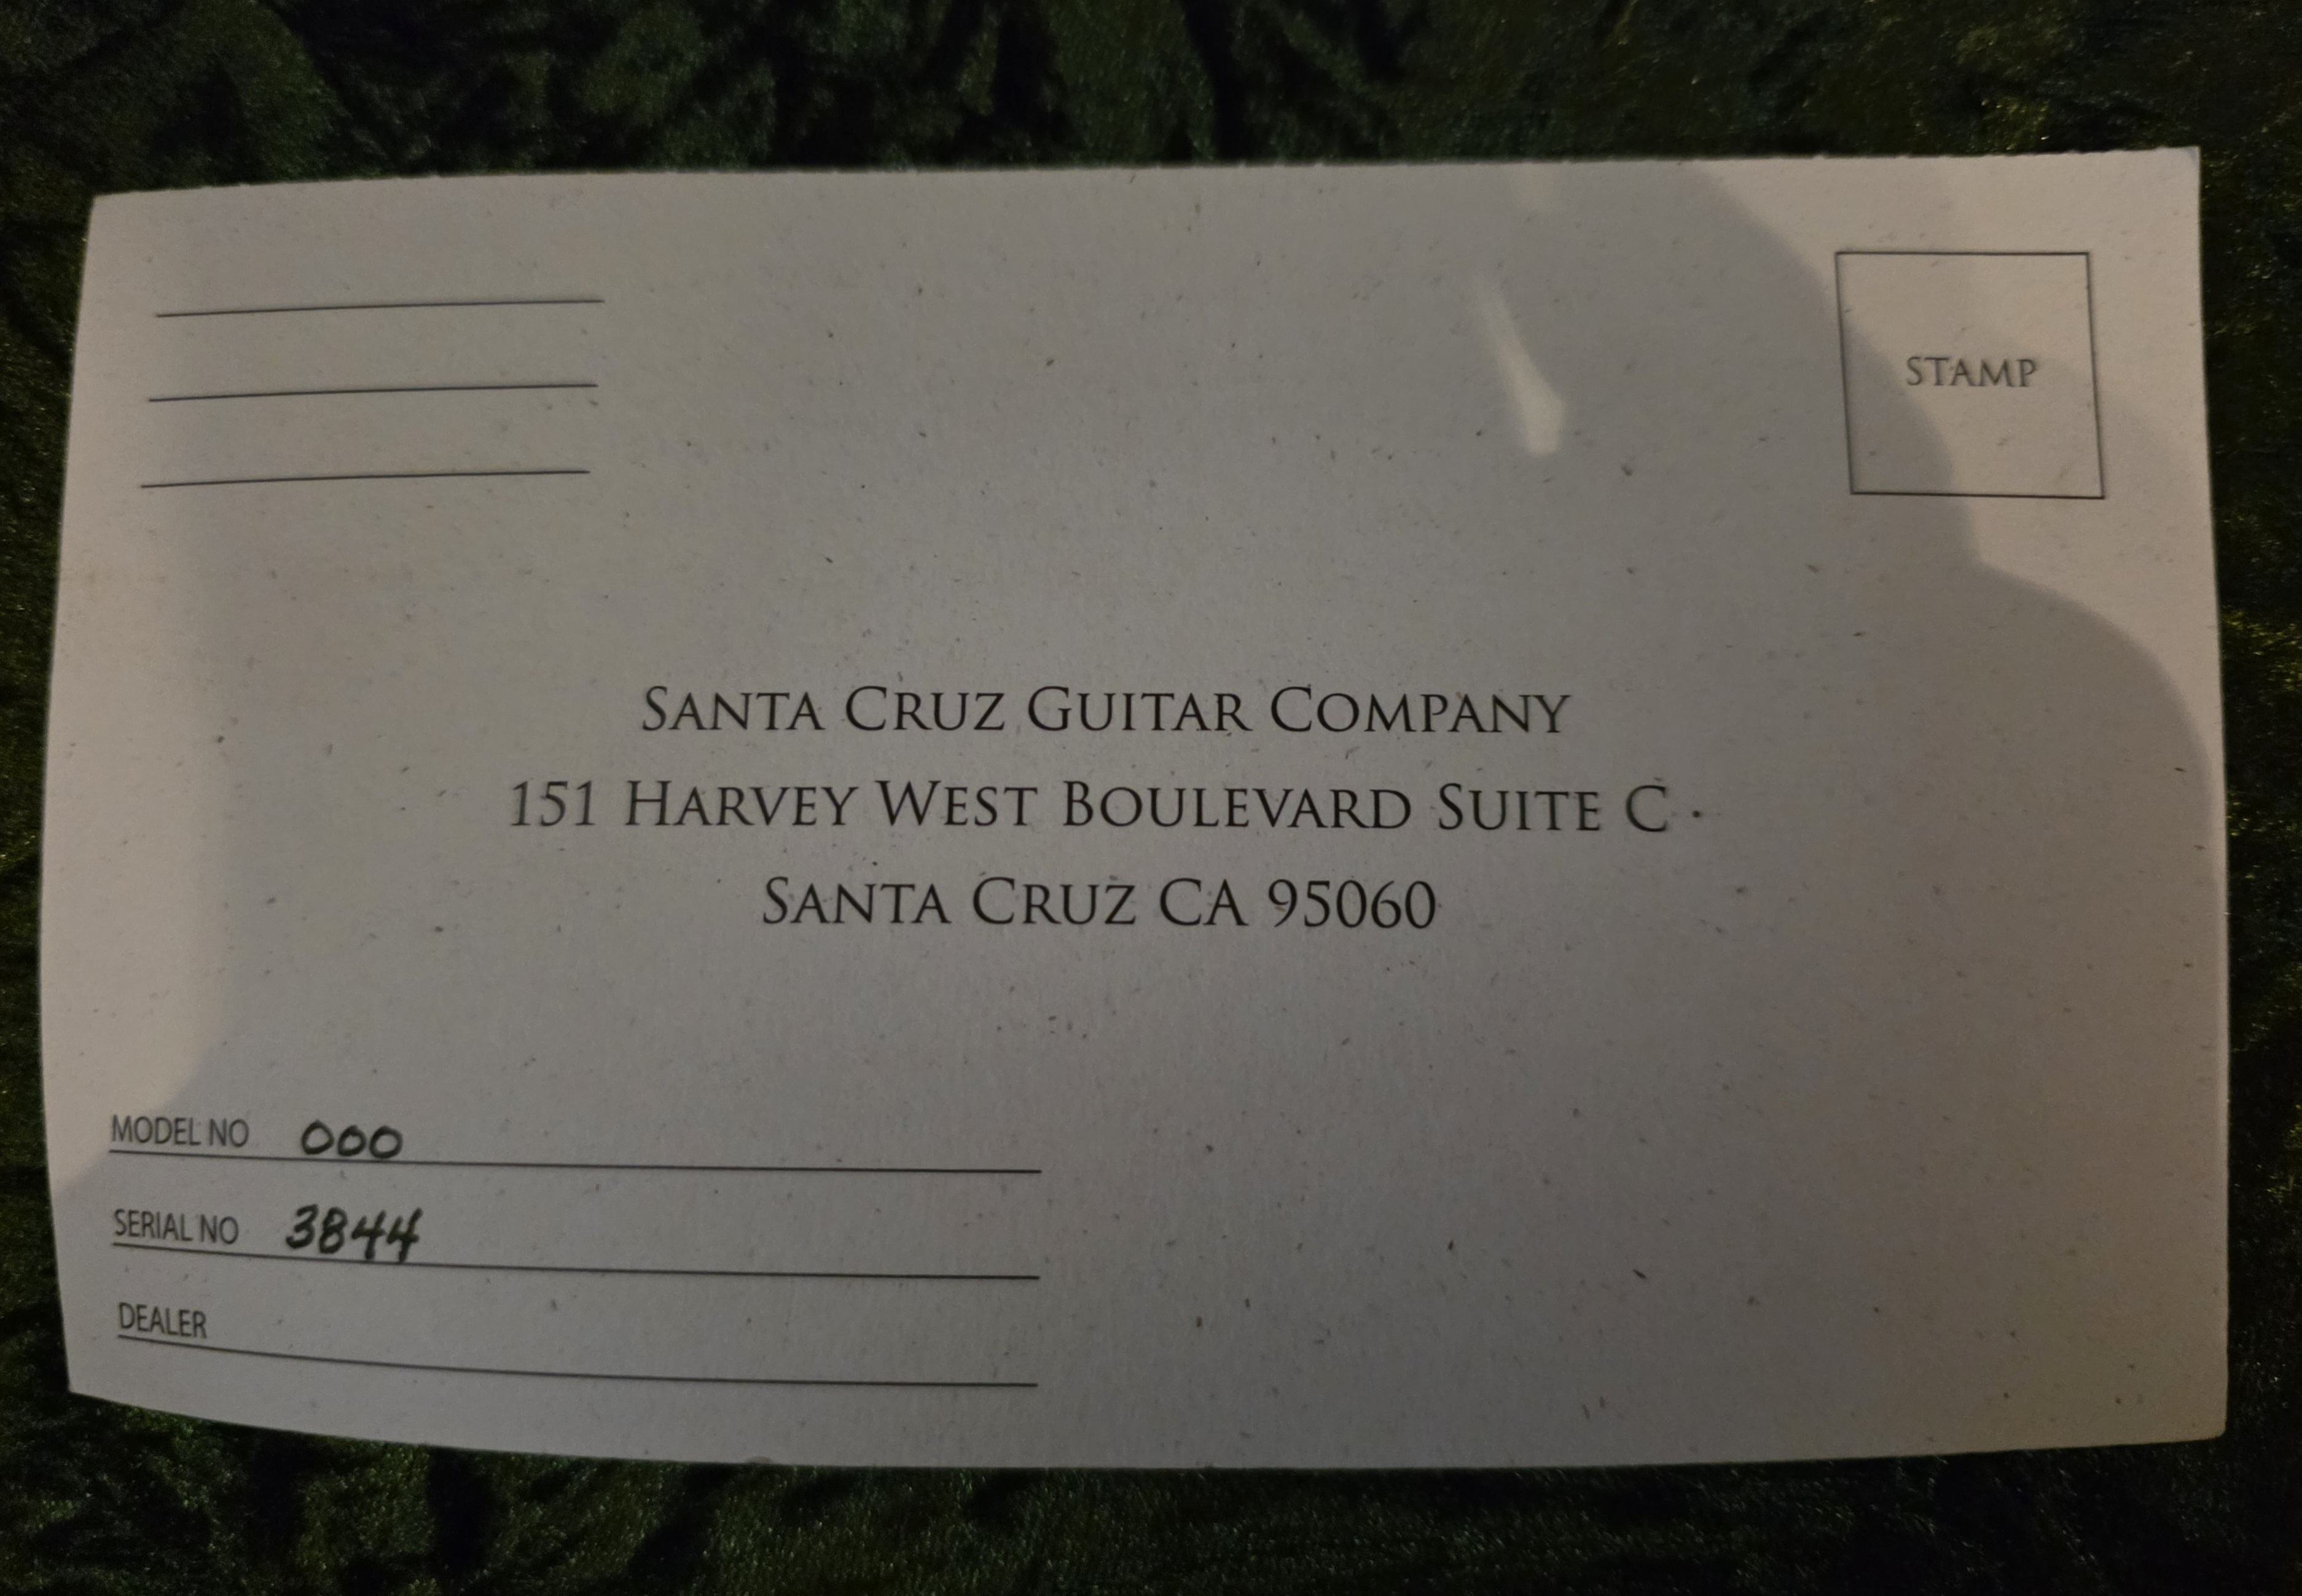 STAMP
SANTA CRUZ GUITAR COMPANY
151 HARVEY WEST BOULEVARD SUITE C ·
SANTA CRUZ CA 95060
MODEL NO 000
SERIAL NO 3844
DEALER